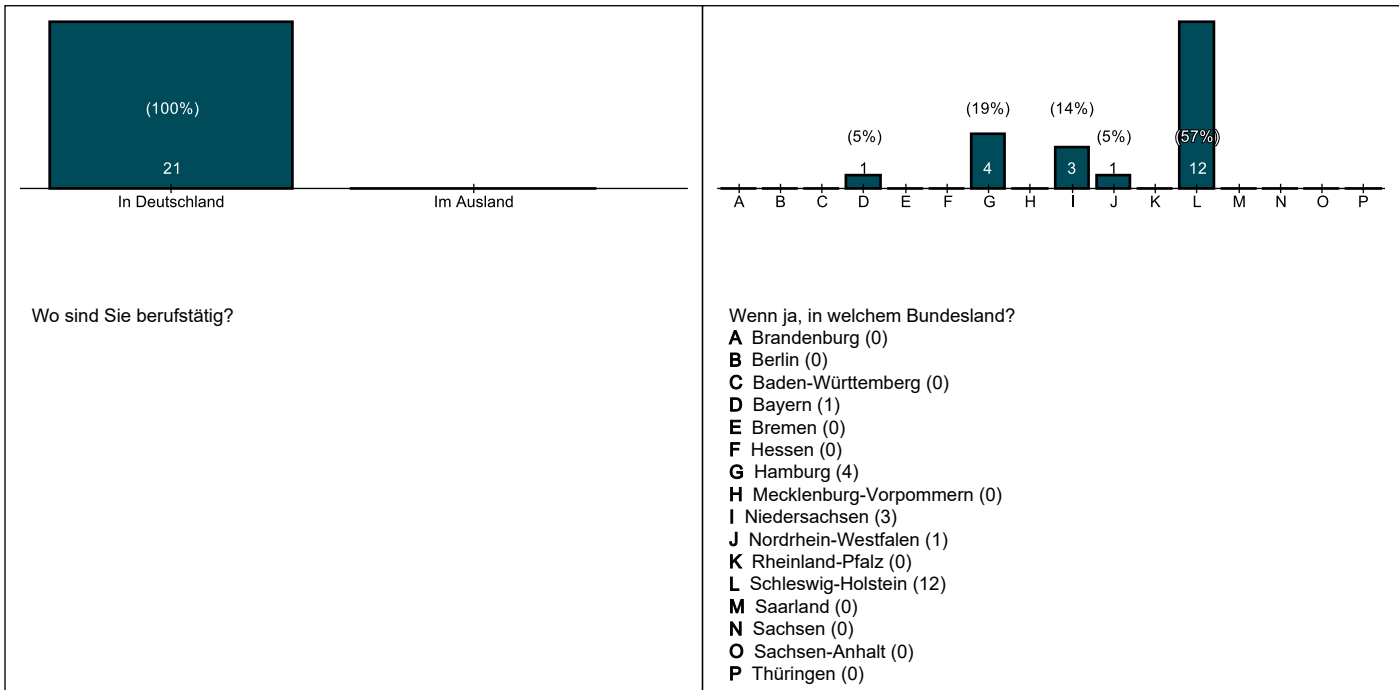 (100%)
21
In Deutschland Im Ausland
Wo sind Sie berufstätig?
(19%) (14%)
(5%) (5%) (57%)
1 4 3 1 12
A B C D E F G H I J K L M N O P
Wenn ja, in welchem Bundesland?
A Brandenburg (0)
B Berlin (0)
C Baden-Württemberg (0)
D Bayern (1)
E Bremen (0)
F Hessen (0)
G Hamburg (4)
H Mecklenburg-Vorpommern (0)
I Niedersachsen (3)
J Nordrhein-Westfalen (1)
K Rheinland-Pfalz (0)
L Schleswig-Holstein (12)
M Saarland (0)
N Sachsen (0)
O Sachsen-Anhalt (0)
P Thüringen (0)